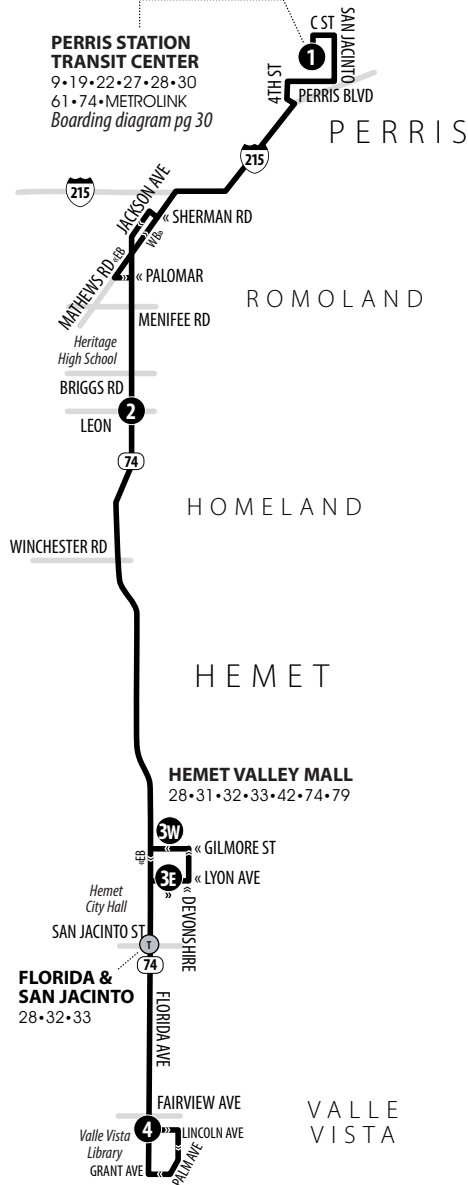 PERRIS STATION
TRANSIT CENTER
9•19•22•27•28•30
61•74•METROLINK
Boarding diagram pg 30
C ST
SAN JACINTO
1
4TH ST
PERRIS BLVD
PERRIS
215
215
JACKSON AVE
« SHERMAN RD
WB»
«EB
MATHEWS RD
« PALOMAR
ROMOLAND
MENIFEE RD
Heritage
High School
BRIGGS RD
2
LEON
74
HOMELAND
WINCHESTER RD
HEMET
HEMET VALLEY MALL
28•31•32•33•42•74•79
3W
« GILMORE ST
«EB
3E
« LYON AVE
»
DEVONSHIRE
Hemet
City Hall
SAN JACINTO ST
T
74
FLORIDA &
SAN JACINTO
28•32•33
FLORIDA AVE
FAIRVIEW AVE
VALLE
VISTA
4
LINCOLN AVE
Valle Vista
Library
GRANT AVE
PALM AVE